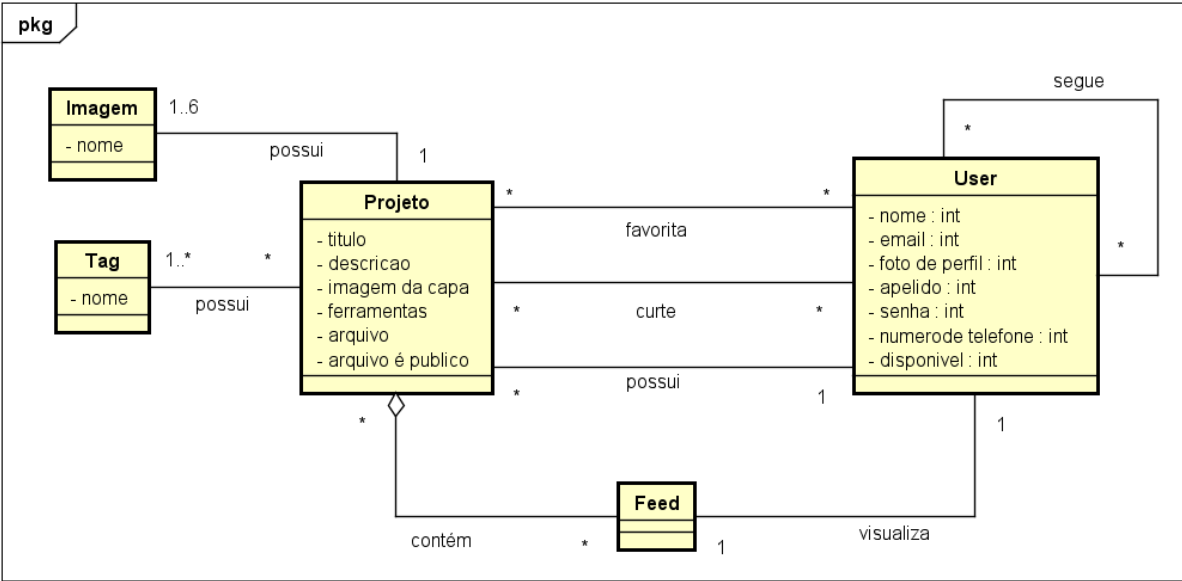 pkg
segue
Imagem
1..6
- nome
possui
1
*
User
Projeto
*
*
- nome : int
favorita
- titulo
- email : int
*
Tag
1..*
*
- descricao
- foto de perfil : int
- nome
- imagem da capa
- apelido : int
possui
- ferramentas
*
curte
*
- senha : int
- arquivo
- numerode telefone : int
- arquivo é publico
- disponivel : int
possui
*
1
*
1
Feed
contém
*
1
visualiza